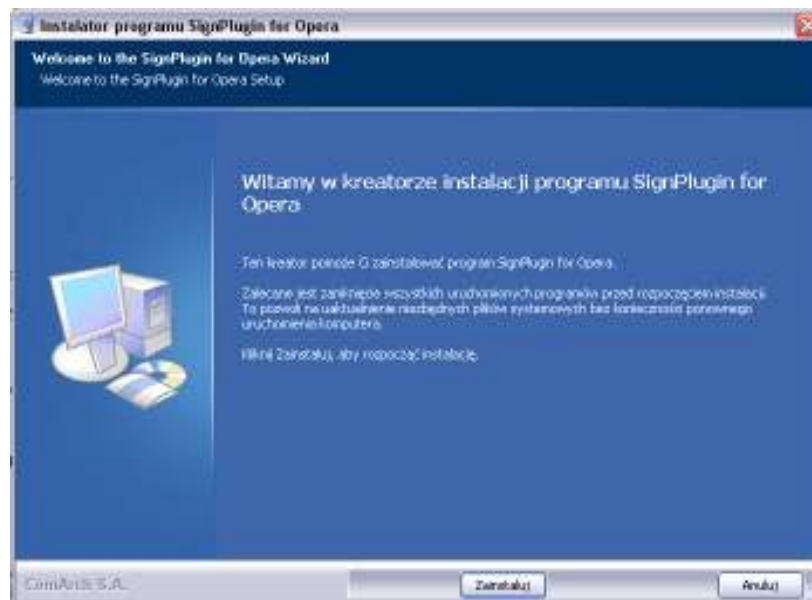 Instalator programu SignPlugin for Opera
Welcome to the SignPlugin for Opera Wizard
Welcome to the SignPlugin for Opera Setup
Witamy w kreatorze instalacji programu SignPlugin for
Opera
Ten kreator pomoże Ci zainstalować program SignPlugin for Opera.
Zalecane jest zamknięcie wszystkich uruchomionych programów przed rozpoczęciem instalacji.
To pozwoli na uaktualnienie niezbędnych plików systemowych bez konieczności ponownego
uruchomienia komputera.
Kliknij Zainstaluj, aby rozpocząć instalację.
ComArch S.A.
Zainstaluj
Anuluj